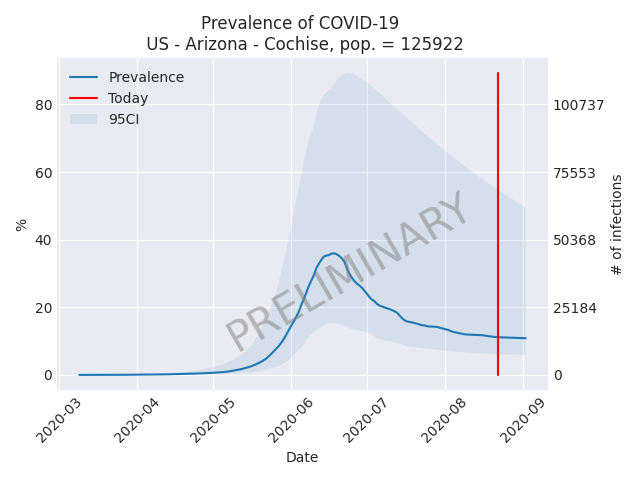 Prevalence of COVID-19
US - Arizona - Cochise, pop. = 125922
Prevalence
Today
95CI
80
60
40
20
0
%
100737
75553
50368
25184
0
# of infections
PRELIMINARY
2020-03
2020-04
2020-05
2020-06
2020-07
2020-08
2020-09
Date